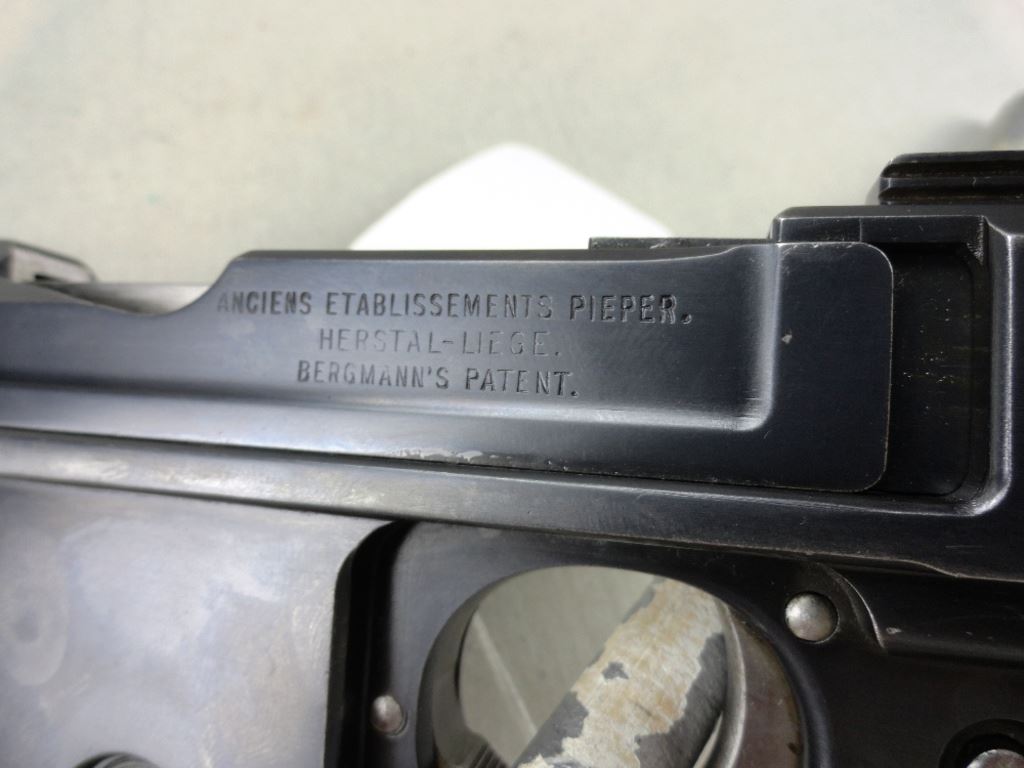 ANCIENS ETABLISSEMENTS PIEPER.
HERSTAL-LIEGE.
BERGMANN'S PATENT.